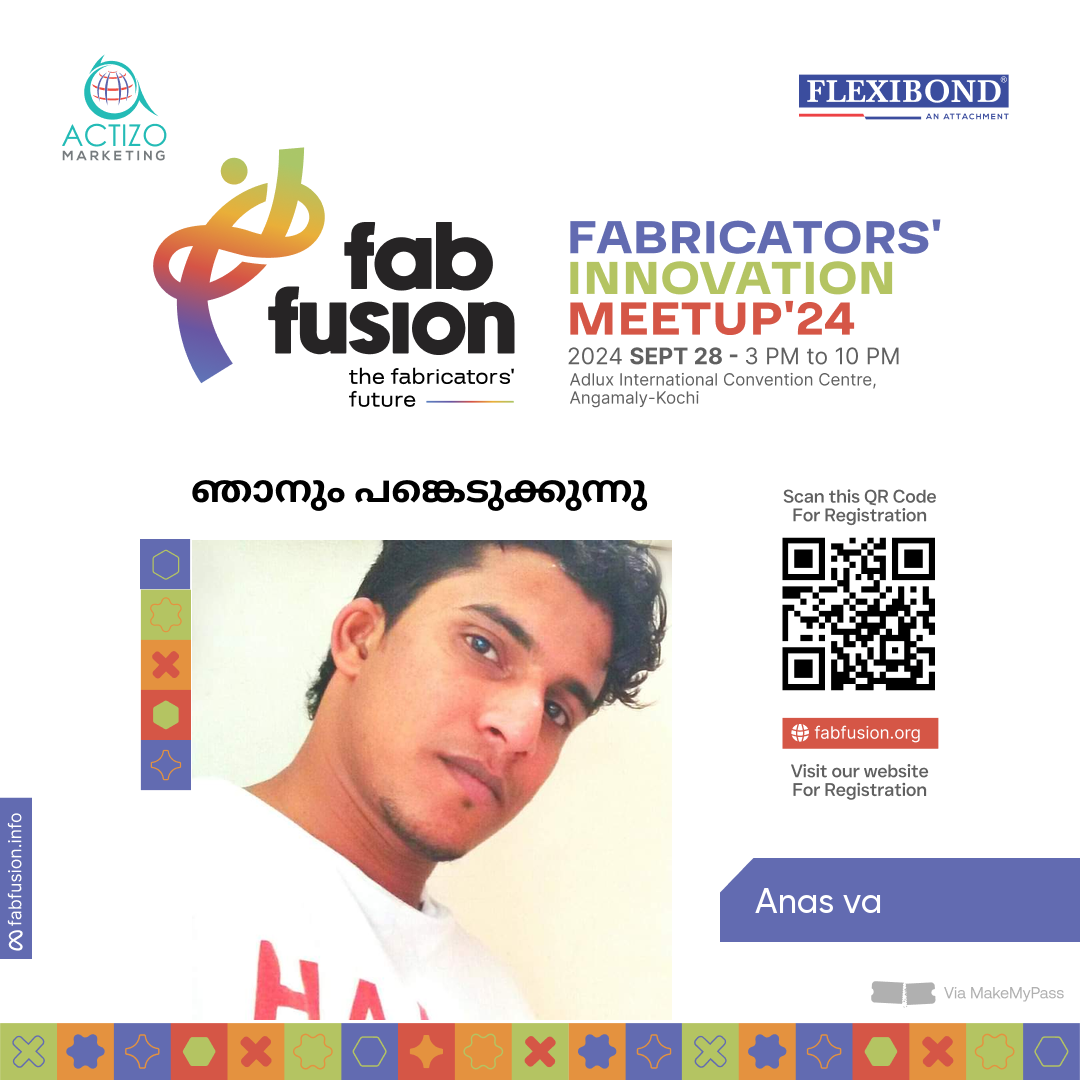 ACTIZO
MARKETING
FLEXIBOND®
AN ATTACHMENT
fab
fusion
the fabricators'
future
FABRICATORS'
INNOVATION
MEETUP'24
2024 SEPT 28 - 3 PM to 10 PM
Adlux International Convention Centre,
Angamaly-Kochi
ഞാനും പങ്കെടുക്കുന്നു
Scan this QR Code
For Registration
fabfusion.org
Visit our website
For Registration
fabfusion.info
HA
Anas va
Via MakeMyPass